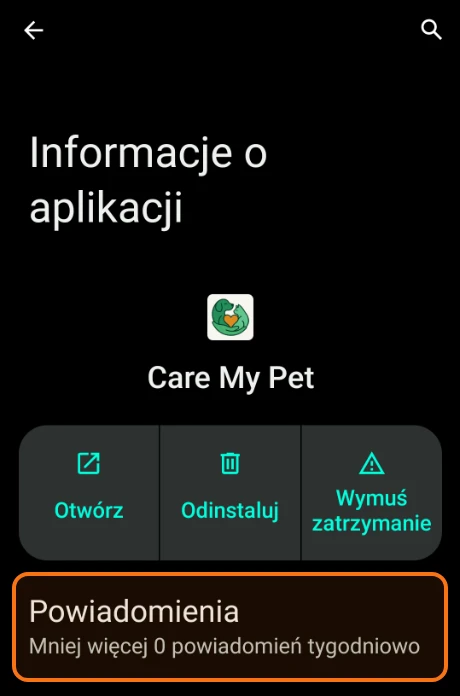 Informacje o
aplikacji
Care My Pet
Otwórz
Odinstaluj
Wymuś
zatrzymanie
Powiadomienia
Mniej więcej 0 powiadomień tygodniowo